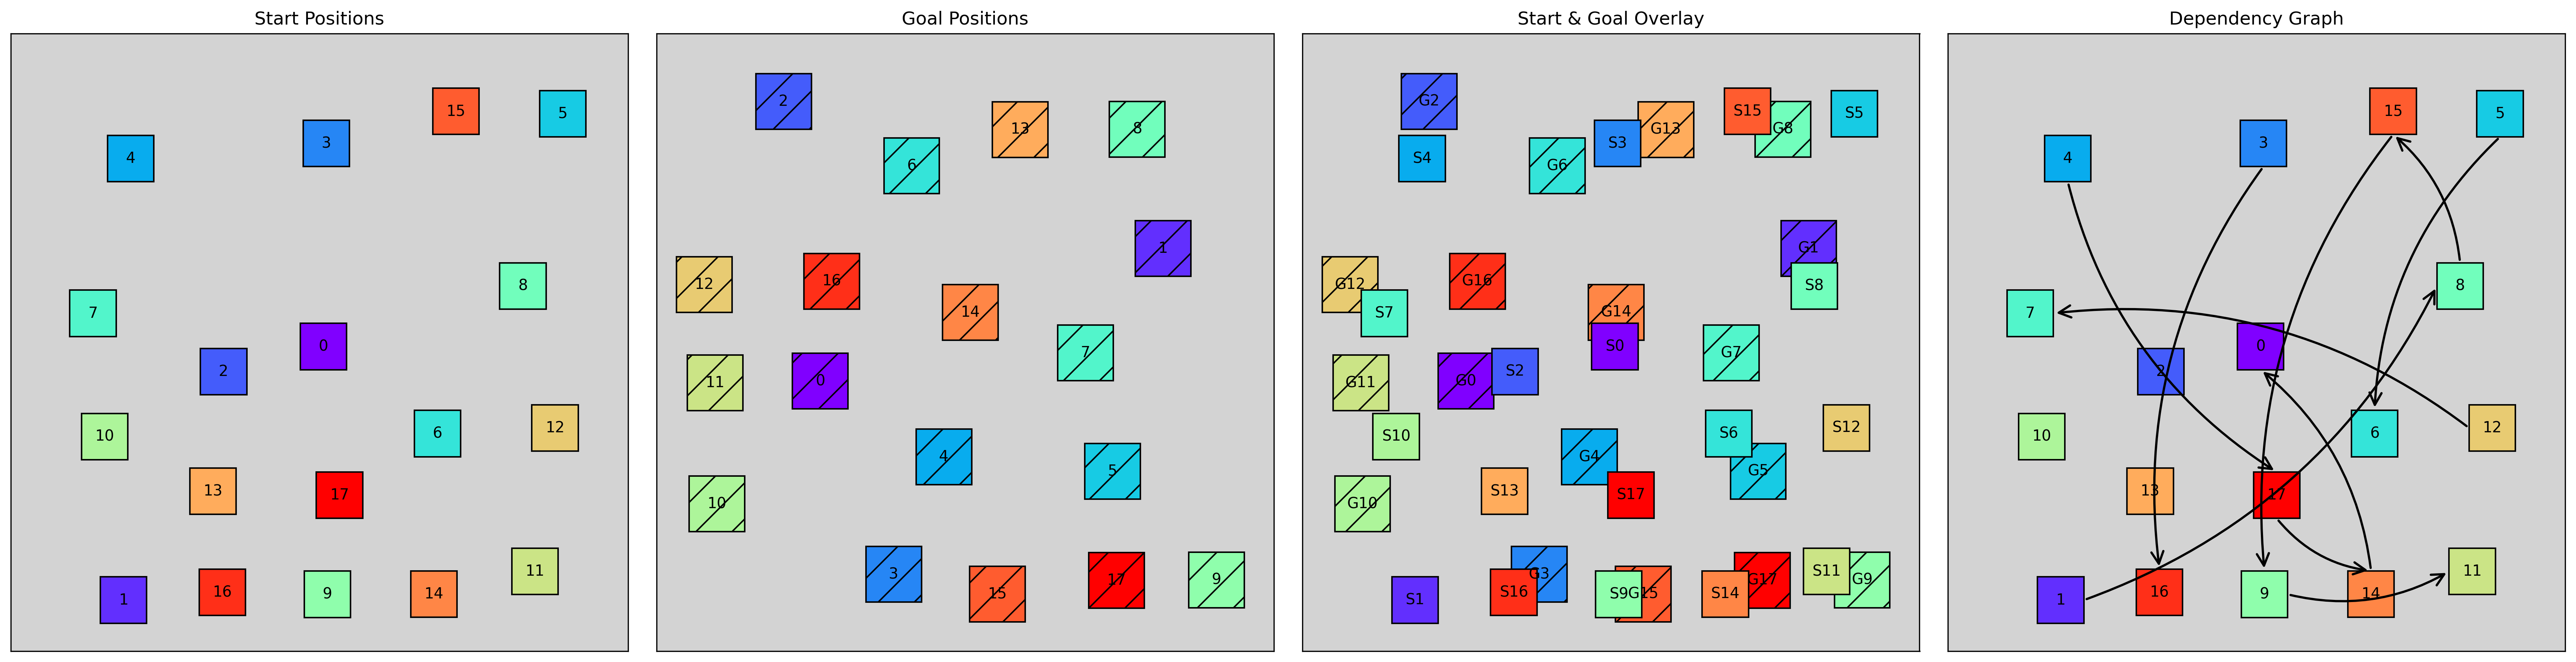 Start Positions
15
5
3
4
8
7
0
2
12
6
10
13
17
11
16
9
14
1
Goal Positions
2
13
8
6
1
16
12
14
7
0
11
4
5
10
3
17
9
15
Start & Goal Overlay
G2
S15
S5
G13
G8
S3
S4
G6
G1
G16
G12
S8
S7
G14
S0
G7
S2
G0
G11
S12
S6
S10
G4
G5
S13
S17
G10
S11
G3
G17
G9
S16
S9
G15
S14
S1
Dependency Graph
15
5
3
4
8
7
0
2
12
6
10
13
17
11
16
9
14
1